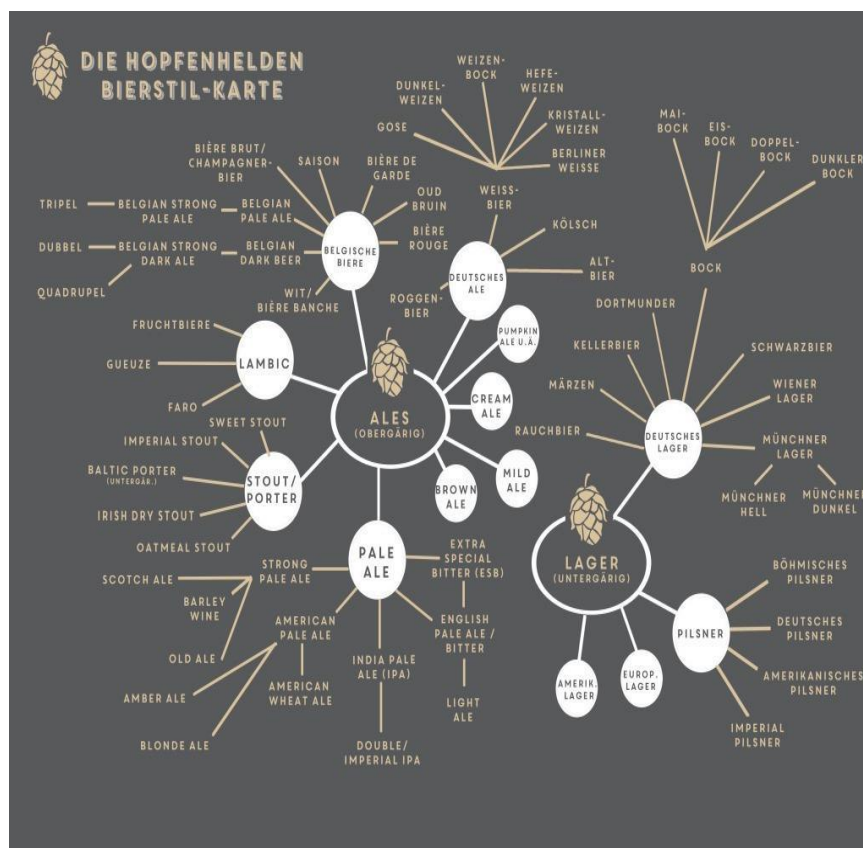 DIE HOPFENHELDEN
BIERSTIL-KARTE
WEIZEN-
BOCK
DUNKEL-
WEIZEN
HEFE-
WEIZEN
GOSE
KRISTALL-
WEIZEN
BERLINER
WEISSE
MAI-
BOCK
EIS-
BOCK
DOPPEL-
BOCK
DUNKLER
BOCK
BIÈRE BRUT/
CHAMPAGNER-
BIER
SAISON
BIÈRE DE
GARDE
OUD
BRUIN
BIÈRE
ROUGE
TRIPEL
BELGIAN STRONG
PALE ALE
BELGIAN
PALE ALE
DUBBEL
BELGIAN STRONG
DARK ALE
BELGIAN
DARK BEER
QUADRUPEL
WIT/
BIÈRE BANCHE
BELGISCHE
BIERE
WEISS-
BIER
KÖLSCH
ALT-
BIER
ROGGEN-
BIER
DEUTSCHES
ALE
BOCK
DORTMUNDER
KELLERBIER
MÄRZEN
RAUCHBIER
SCHWARZBIER
WIENER
LAGER
MÜNCHNER
LAGER
MÜNCHNER
HELL
MÜNCHNER
DUNKEL
DEUTSCHES
LAGER
FRUCHTBIERE
GUEUZE
FARO
LAMBIC
PUMPKIN
ALE U.Ä.
CREAM
ALE
MILD
ALE
BROWN
ALE
ALES
(OBERGÄRIG)
SWEET STOUT
IMPERIAL STOUT
BALTIC PORTER
(UNTERGÄR.)
IRISH DRY STOUT
OATMEAL STOUT
STOUT/
PORTER
PALE
ALE
EXTRA
SPECIAL
BITTER (ESB)
STRONG
PALE ALE
SCOTCH ALE
BARLEY
WINE
OLD ALE
AMERICAN
PALE ALE
AMBER ALE
AMERICAN
WHEAT ALE
BLONDE ALE
INDIA PALE
ALE (IPA)
DOUBLE/
IMPERIAL IPA
ENGLISH
PALE ALE /
BITTER
LIGHT
ALE
LAGER
(UNTERGÄRIG)
AMERIK.
LAGER
EUROP.
LAGER
PILSNER
BÖHMISCHES
PILSNER
DEUTSCHES
PILSNER
AMERIKANISCHES
PILSNER
IMPERIAL
PILSNER